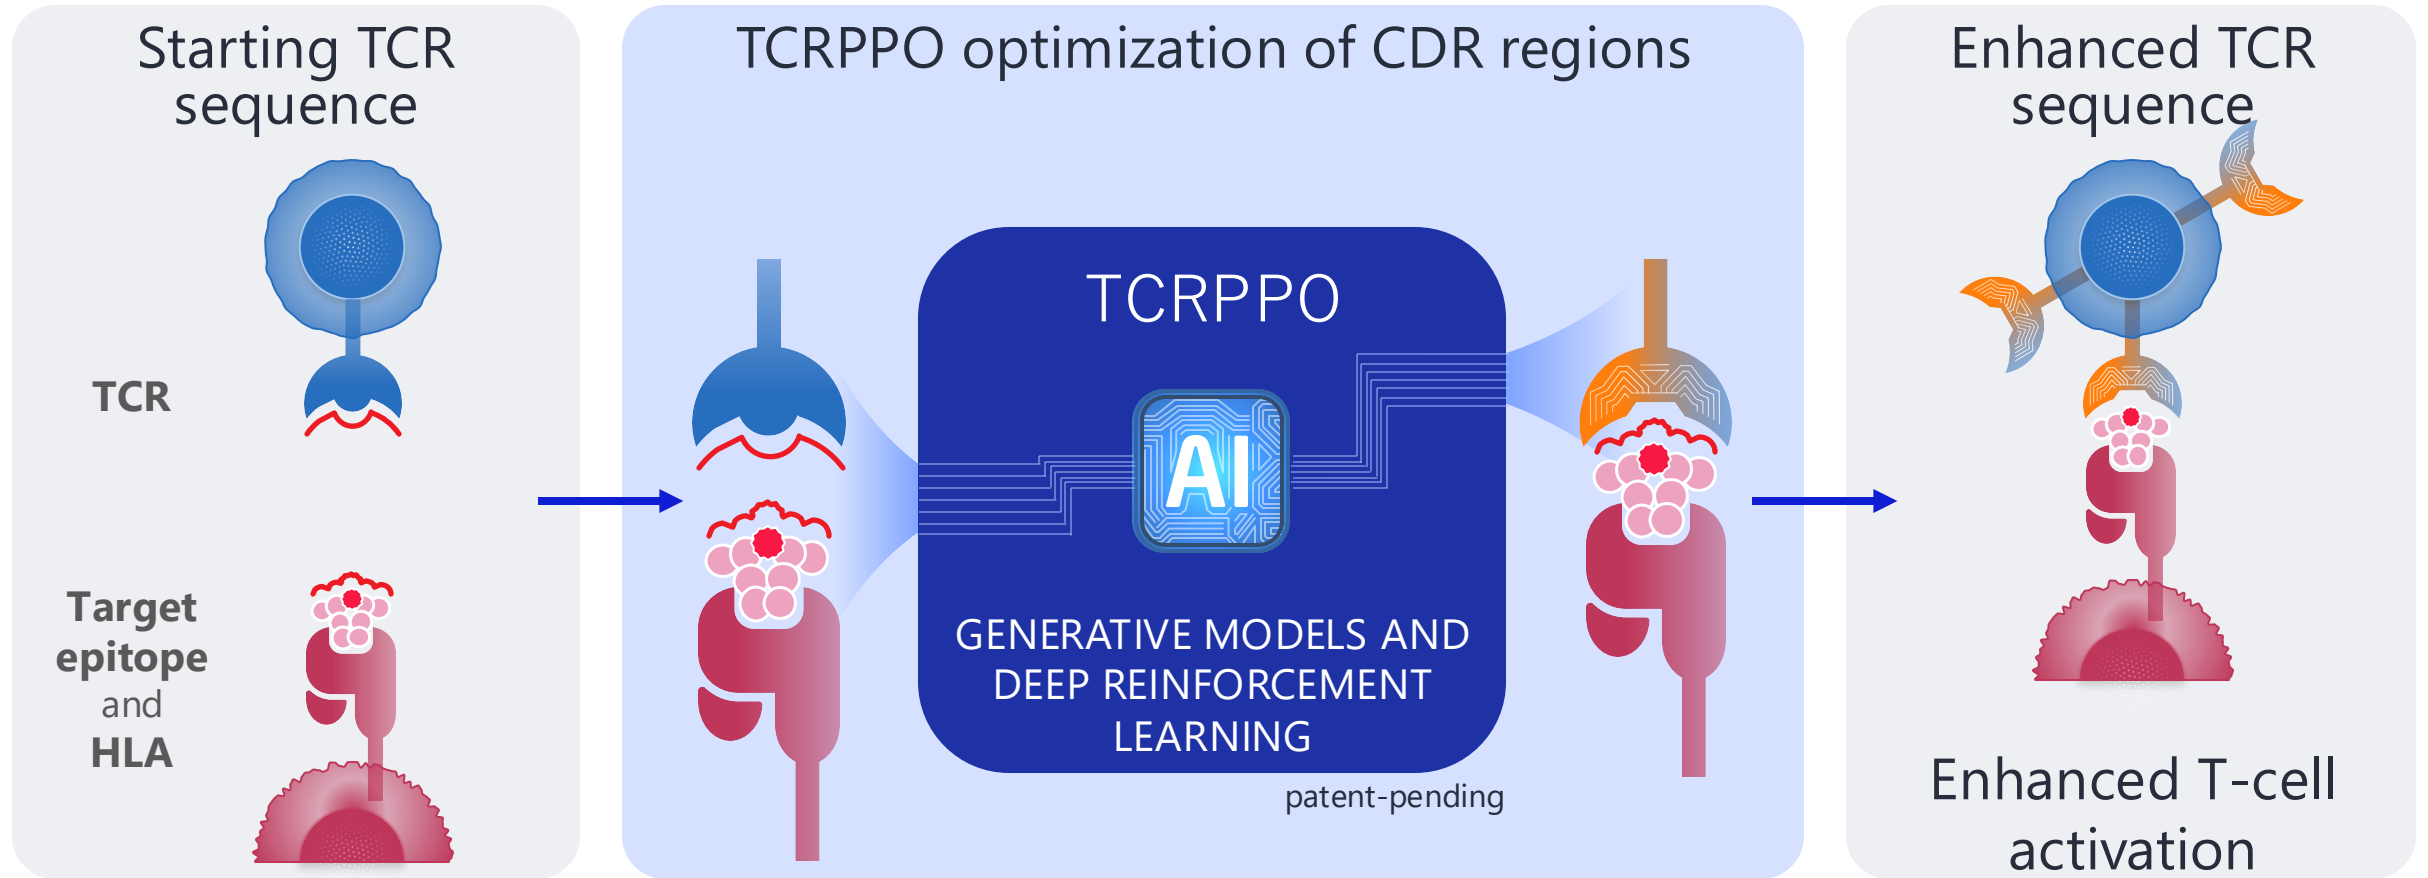 Starting TCR
sequence
TCR
Target
epitope
and
HLA
TCRPPO optimization of CDR regions
TCRPPO
AI
GENERATIVE MODELS AND
DEEP REINFORCEMENT
LEARNING
patent-pending
Enhanced TCR
sequence
Enhanced T-cell
activation